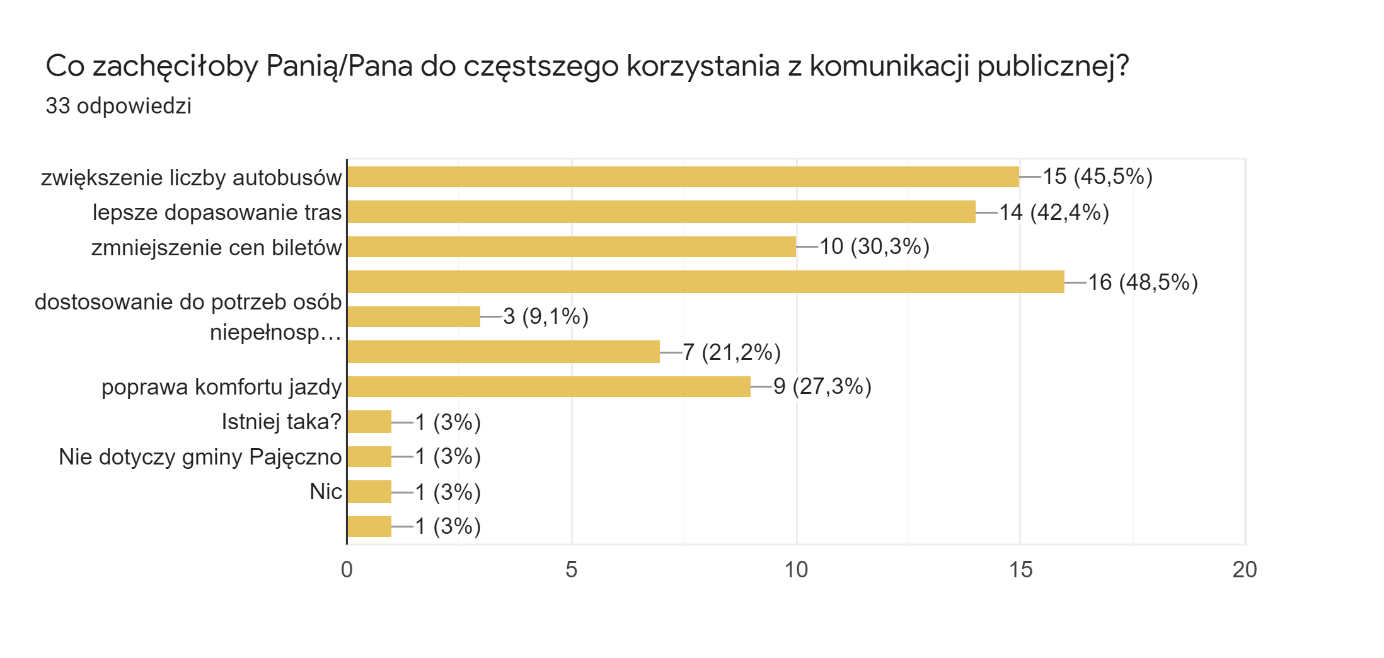 Co zachęciłoby Panią/Pana do częstszego korzystania z komunikacji publicznej?
33 odpowiedzi
zwiększenie liczby autobusów
15 (45,5%)
lepsze dopasowanie tras
14 (42,4%)
zmniejszenie cen biletów
10 (30,3%)
16 (48,5%)
dostosowanie do potrzeb osób
niepełnosp…
3 (9,1%)
7 (21,2%)
poprawa komfortu jazdy
9 (27,3%)
Istniej taka?
1 (3%)
Nie dotyczy gminy Pajęczno
1 (3%)
Nic
1 (3%)
1 (3%)
0 5 10 15 20